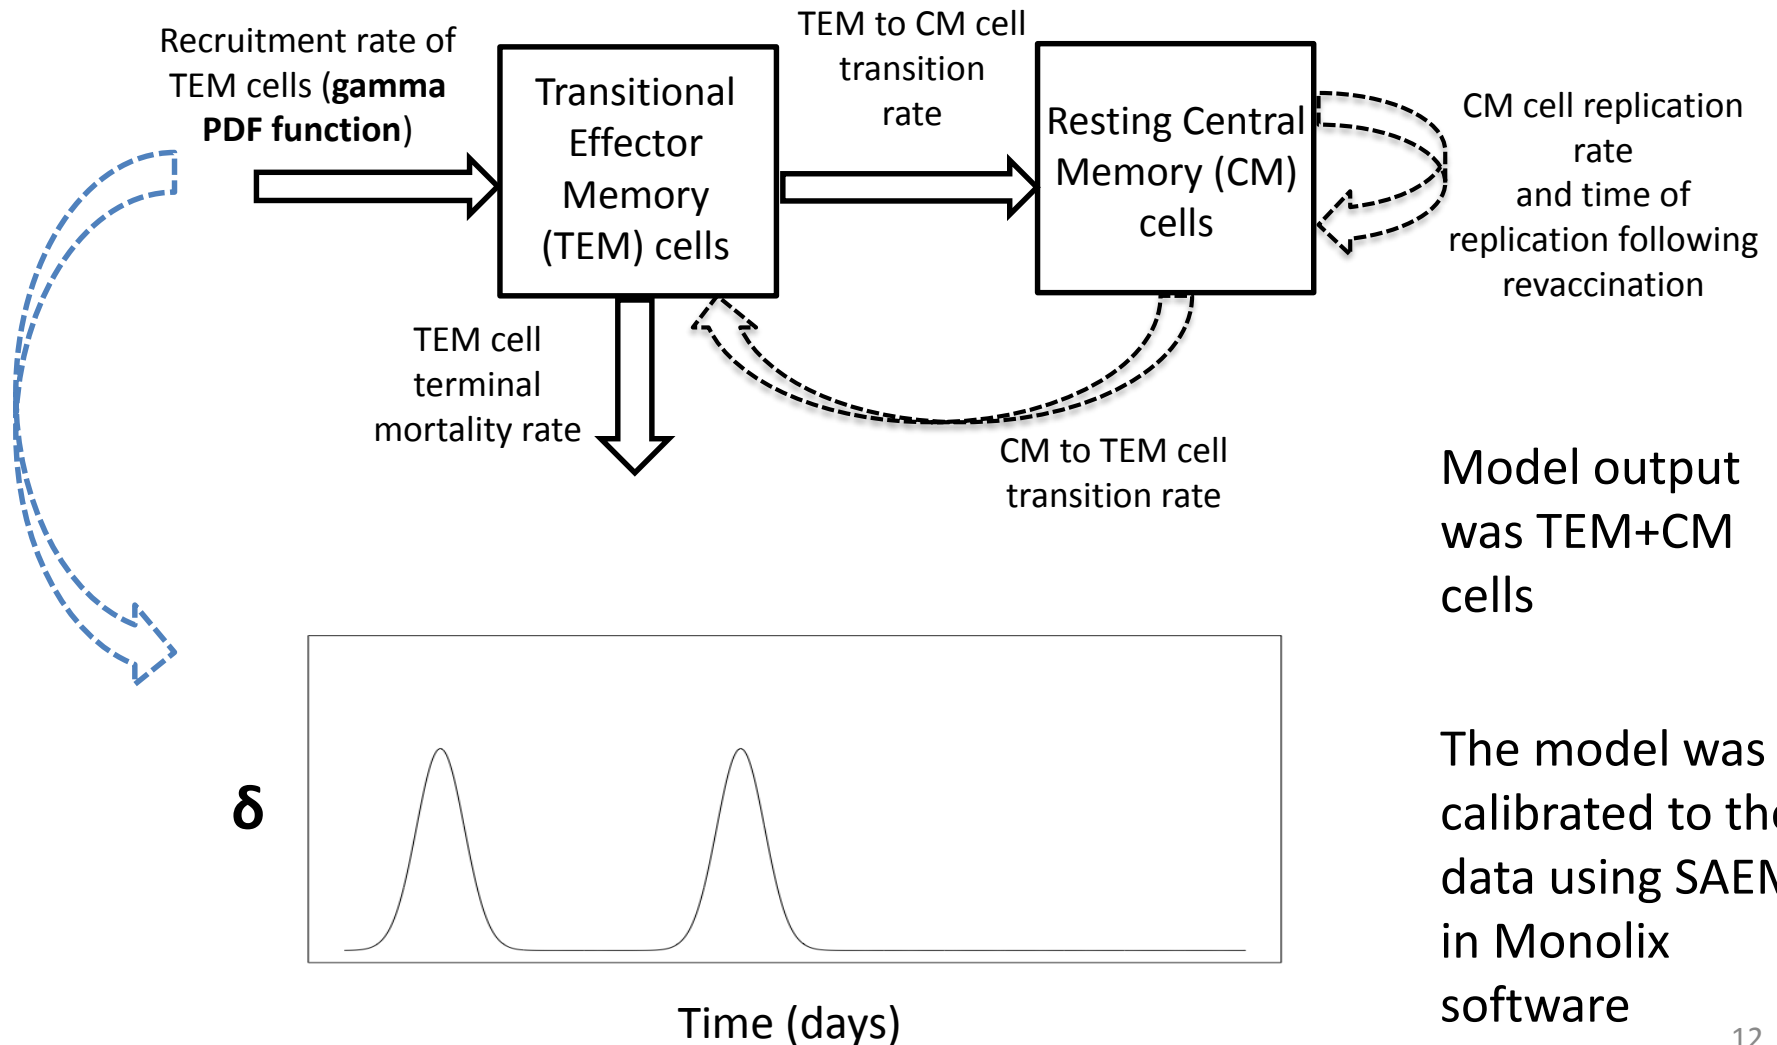 Recruitment rate of
TEM cells (gamma
PDF function)
Transitional
Effector
Memory
(TEM) cells
TEM to CM cell
transition
rate
Resting Central
Memory (CM)
cells
CM cell replication
rate
and time of
replication following
revaccination
TEM cell
terminal
mortality rate
CM to TEM cell
transition rate
Model output
was TEM+CM
cells
δ
Time (days)
The model was
calibrated to the
data using SAEM
in Monolix
software
12